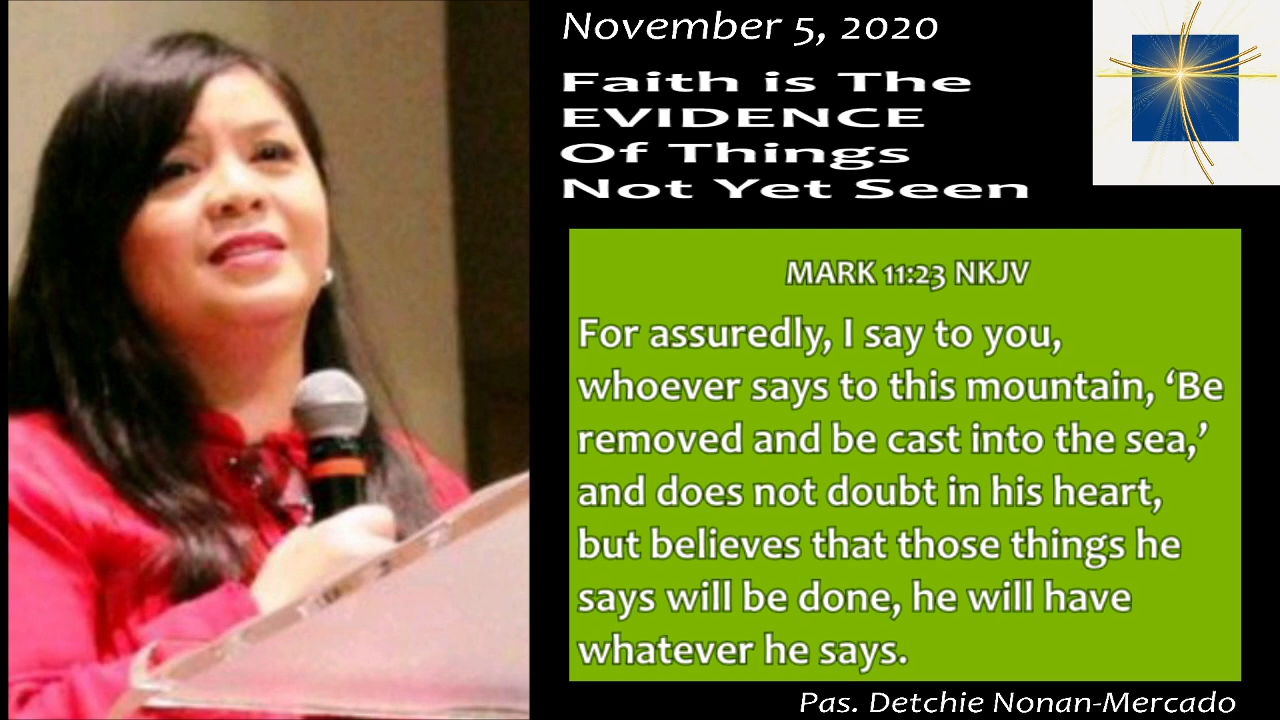 November 5, 2020
Faith is The
EVIDENCE
Of Things
Not Yet Seen
MARK 11:23 NKJV
For assuredly, I say to you,
whoever says to this mountain, ‘Be
removed and be cast into the sea,’
and does not doubt in his heart,
but believes that those things he
says will be done, he will have
whatever he says.
Pas. Detchie Nonan-Mercado